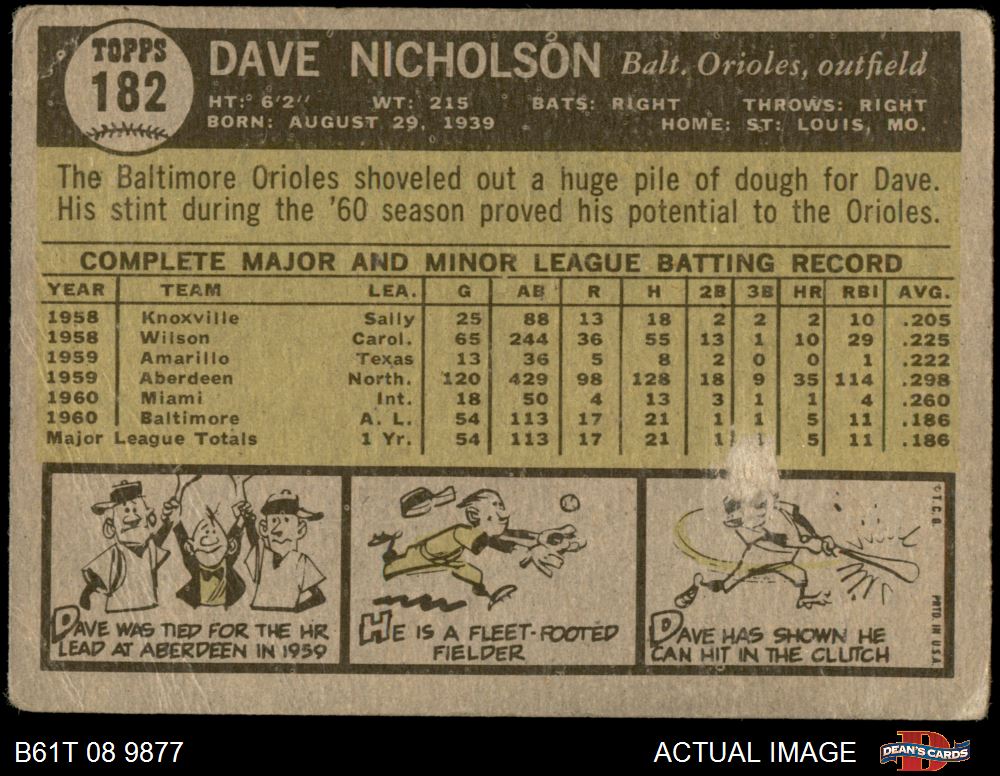 TOPPS
182
DAVE NICHOLSON Balt. Orioles, outfield
HT: 6'2" WT: 215 BATS: RIGHT THROWS: RIGHT
BORN: AUGUST 29, 1939 HOME: ST. LOUIS, MO.
The Baltimore Orioles shoveled out a huge pile of dough for Dave.
His stint during the '60 season proved his potential to the Orioles.
COMPLETE MAJOR AND MINOR LEAGUE BATTING RECORD
YEAR TEAM LEA. G AB R H 2B 3B HR RBI AVG.
1958 Knoxville Sally 25 88 13 18 2 2 2 10 .205
1958 Wilson Carol. 65 244 36 55 13 1 10 29 .225
1959 Amarillo Texas 13 36 5 8 2 0 0 1 .222
1959 Aberdeen North. 120 429 98 128 18 9 35 114 .298
1960 Miami Int. 18 50 4 13 3 1 1 4 .260
1960 Baltimore A. L. 54 113 17 21 1 1 5 11 .186
Major League Totals 1 Yr. 54 113 17 21 1 1 5 11 .186
DAVE WAS TIED FOR THE HR
LEAD AT ABERDEEN IN 1959
HE IS A FLEET-FOOTED
FIELDER
DAVE HAS SHOWN HE
CAN HIT IN THE CLUTCH
© T.C.G.
PRTD. IN U.S.A.
B61T 08 9877 ACTUAL IMAGE DEAN'S CARDS